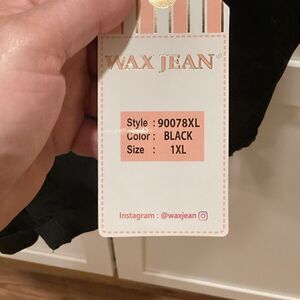 WAX JEAN
Style : 90078XL
Color : BLACK
Size : 1XL
Instagram : @waxjean